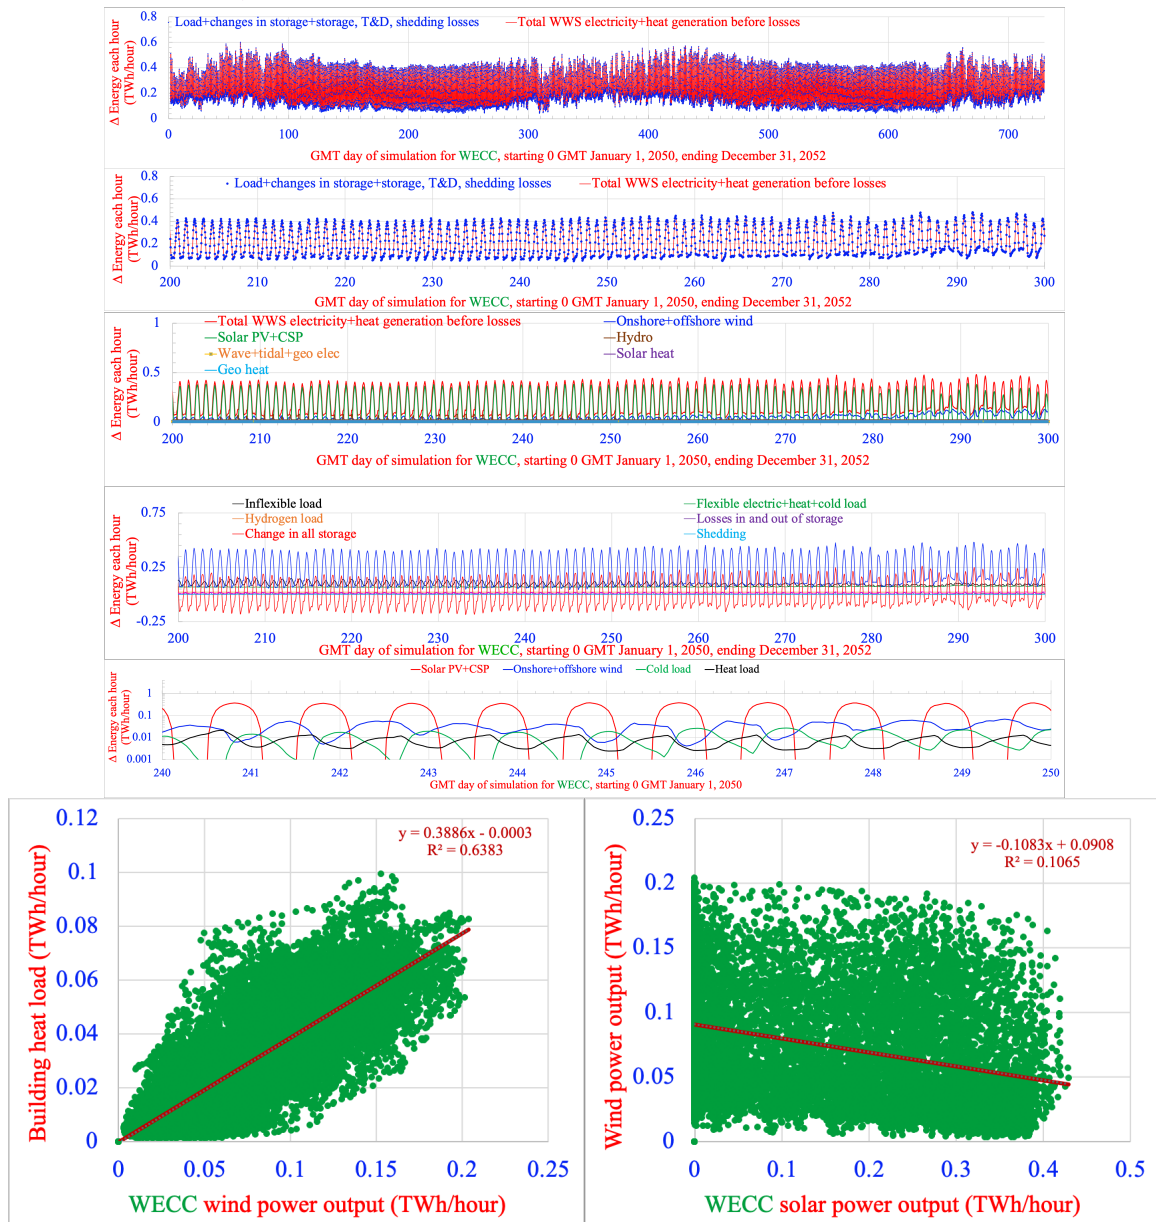 0.8
Load+changes in storage+storage, T&D, shedding losses —Total WWS electricity+heat generation before losses
0.6
0.4
0.2
0
Δ Energy each hour
(TWh/hour)
0 100 200 300 400 500 600 700
GMT day of simulation for WECC, starting 0 GMT January 1, 2050, ending December 31, 2052
0.8
Load+changes in storage+storage, T&D, shedding losses —Total WWS electricity+heat generation before losses
0.6
0.4
0.2
0
Δ Energy each hour
(TWh/hour)
200 210 220 230 240 250 260 270 280 290 300
GMT day of simulation for WECC, starting 0 GMT January 1, 2050, ending December 31, 2052
1
Total WWS electricity+heat generation before losses Onshore+offshore wind
Solar PV+CSP Hydro
Wave+tidal+geo elec Solar heat
Geo heat
0.5
0
Δ Energy each hour
(TWh/hour)
200 210 220 230 240 250 260 270 280 290 300
GMT day of simulation for WECC, starting 0 GMT January 1, 2050, ending December 31, 2052
Inflexible load Flexible electric+heat+cold load
0.75
Hydrogen load Losses in and out of storage
Change in all storage Shedding
0.25
-0.25
Δ Energy each hour
(TWh/hour)
200 210 220 230 240 250 260 270 280 290 300
GMT day of simulation for WECC, starting 0 GMT January 1, 2050, ending December 31, 2052
Solar PV+CSP Onshore+offshore wind Cold load Heat load
1
0.1
0.01
0.001
Δ Energy each hour
(TWh/hour)
240 241 242 243 244 245 246 247 248 249 250
GMT day of simulation for WECC, starting 0 GMT January 1, 2050
0.12
0.1
0.08
0.06
0.04
0.02
0
Building heat load (TWh/hour)
y = 0.3886x - 0.0003
R² = 0.6383
0 0.05 0.1 0.15 0.2 0.25
WECC wind power output (TWh/hour)
0.25
0.2
0.15
0.1
0.05
0
Wind power output (TWh/hour)
y = -0.1083x + 0.0908
R² = 0.1065
0 0.1 0.2 0.3 0.4 0.5
WECC solar power output (TWh/hour)